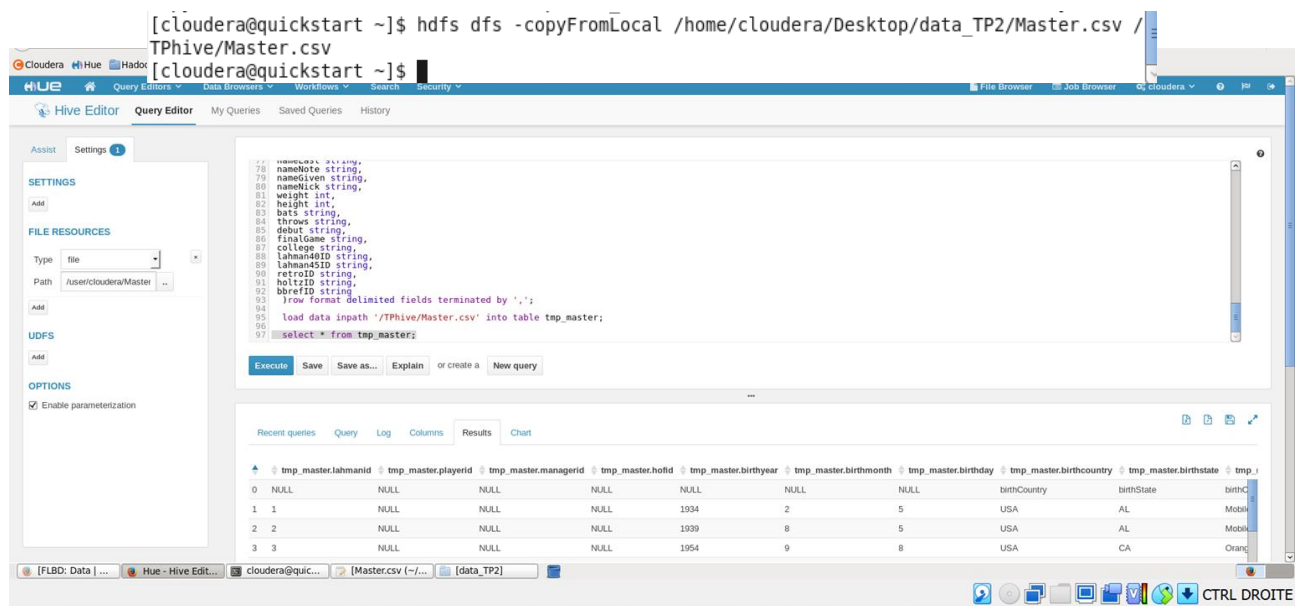 [cloudera@quickstart ~]$ hdfs dfs -copyFromLocal /home/cloudera/Desktop/data_TP2/Master.csv /
TPhive/Master.csv
[cloudera@quickstart ~]$
Cloudera Hue
HUE Query Editors Data Browsers Workflows Search Security File Browser Job Browser cloudera
Hive Editor Query Editor My Queries Saved Queries History
Assist Settings 1
SETTINGS
Add
FILE RESOURCES
Type file
Path /user/cloudera/Master ..
Add
UDFS
Add
OPTIONS
Enable parameterization
77 nameLast string,
78 nameNote string,
79 nameGiven string,
80 nameNick string,
81 weight int,
82 height int,
83 bats string,
84 throws string,
85 debut string,
86 finalGame string,
87 college string,
88 lahman40ID string,
89 lahman45ID string,
90 retroID string,
91 holtzID string,
92 bbrefID string
93 )row format delimited fields terminated by ',';
94
95 load data inpath '/TPhive/Master.csv' into table tmp_master;
96
97 select * from tmp_master;
Execute Save Save as... Explain or create a New query
Recent queries Query Log Columns Results Chart
tmp_master.lahmanid tmp_master.playerid tmp_master.managerid tmp_master.hofid tmp_master.birthyear tmp_master.birthmonth tmp_master.birthday tmp_master.birthcountry tmp_master.birthstate
0 NULL NULL NULL NULL NULL NULL NULL birthCountry birthState
1 1 NULL NULL NULL 1934 2 5 USA AL
2 2 NULL NULL NULL 1939 8 5 USA AL
3 3 NULL NULL NULL 1954 9 8 USA CA
[FLBD: Data | ... Hue - Hive Edit... cloudera@quic... [Master.csv (~/... [data_TP2]
CTRL DROITE